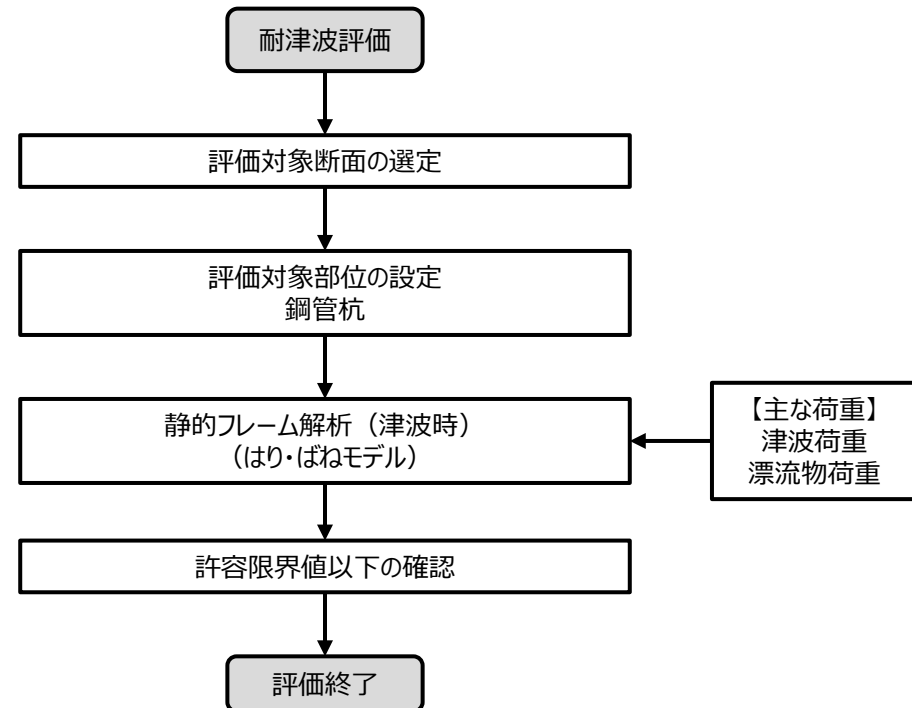 耐津波評価
評価対象断面の選定
評価対象部位の設定
鋼管杭
静的フレーム解析（津波時）
（はり・ばねモデル）
【主な荷重】
津波荷重
漂流物荷重
許容限界値以下の確認
評価終了